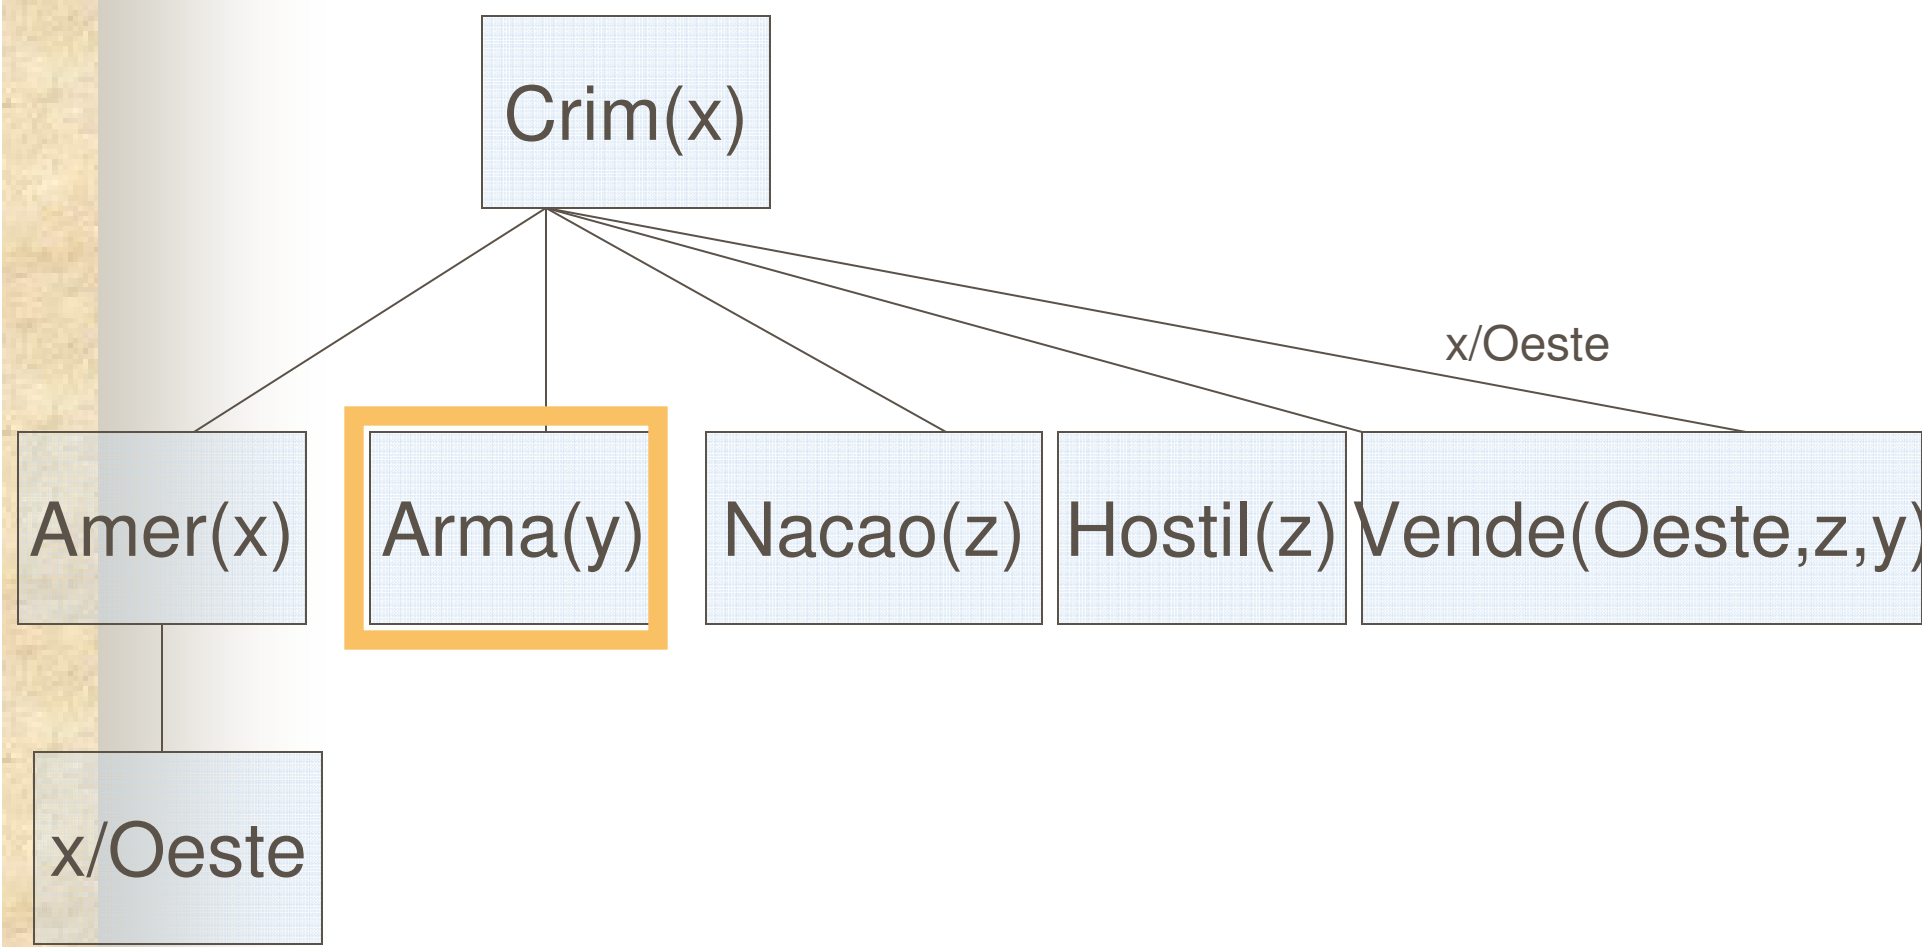 Crim(x)
x/Oeste
Amer(x)
Arma(y)
Nacao(z)
Hostil(z)
Vende(Oeste,z,y)
x/Oeste